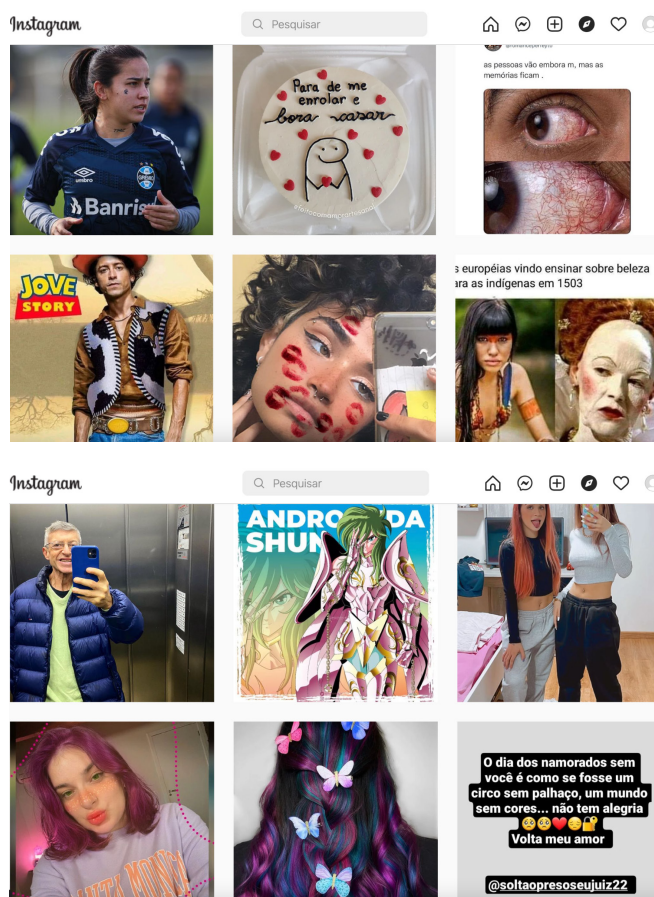 Instagram
Pesquisar
umbro
GRÊMIO
Banris
Para de me
enrolar e
bora casar
as pessoas vão embora m, mas as
memórias ficam .
JOVE
STORY
s européias vindo ensinar sobre beleza
ara as indígenas em 1503
Instagram
Pesquisar
ANDRO DA
SHUN
TA MONI
O dia dos namorados sem
você é como se fosse um
circo sem palhaço, um mundo
sem cores... não tem alegria
🥺🥺❤️😔🔐
Volta meu amor
@soltaopresoseujuiz22